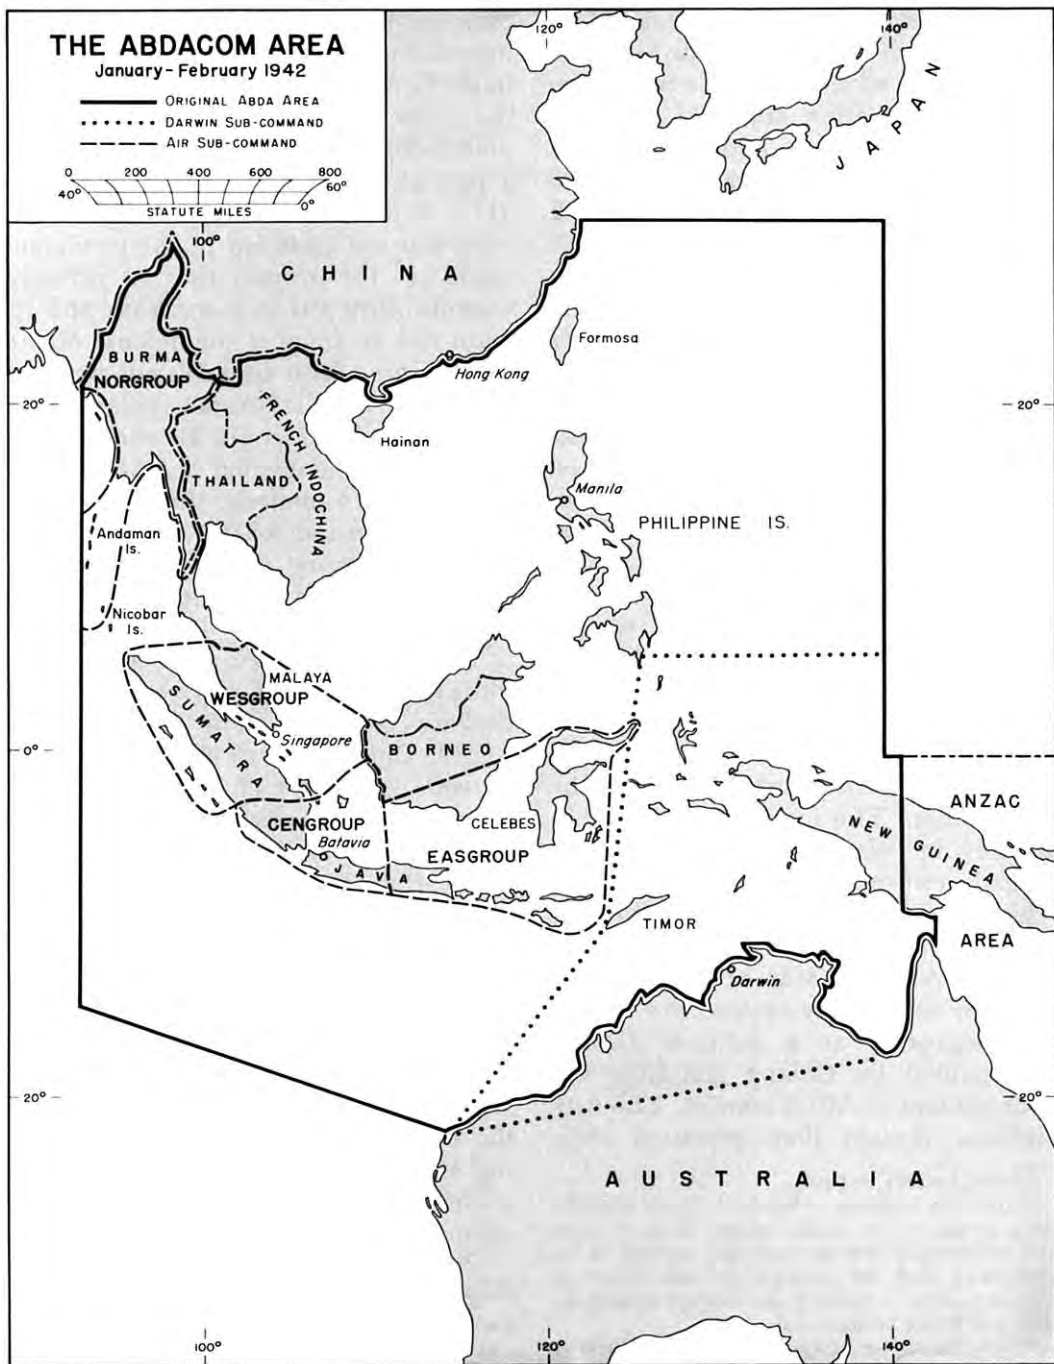 THE ABDACOM AREA
January-February 1942
ORIGINAL ABDA AREA
DARWIN SUB-COMMAND
AIR SUB-COMMAND
0 200 400 600 800
40° 60°
0°
STATUTE MILES
120°
140°
JAPAN
100°
CHINA
Formosa
Hong Kong
BURMA
NORGROUP
20°
20°
Hainan
FRENCH INDOCHINA
THAILAND
Manila
PHILIPPINE IS.
Andaman
Is.
Nicobar
Is.
MALAYA
WESGROUP
SUMATRA
Singapore
0°
0°
BORNEO
ANZAC
CENGROUP
CELEBES
NEW GUINEA
Batavia
EASGROUP
JAVA
TIMOR
AREA
Darwin
20°
20°
AUSTRALIA
100°
120°
140°